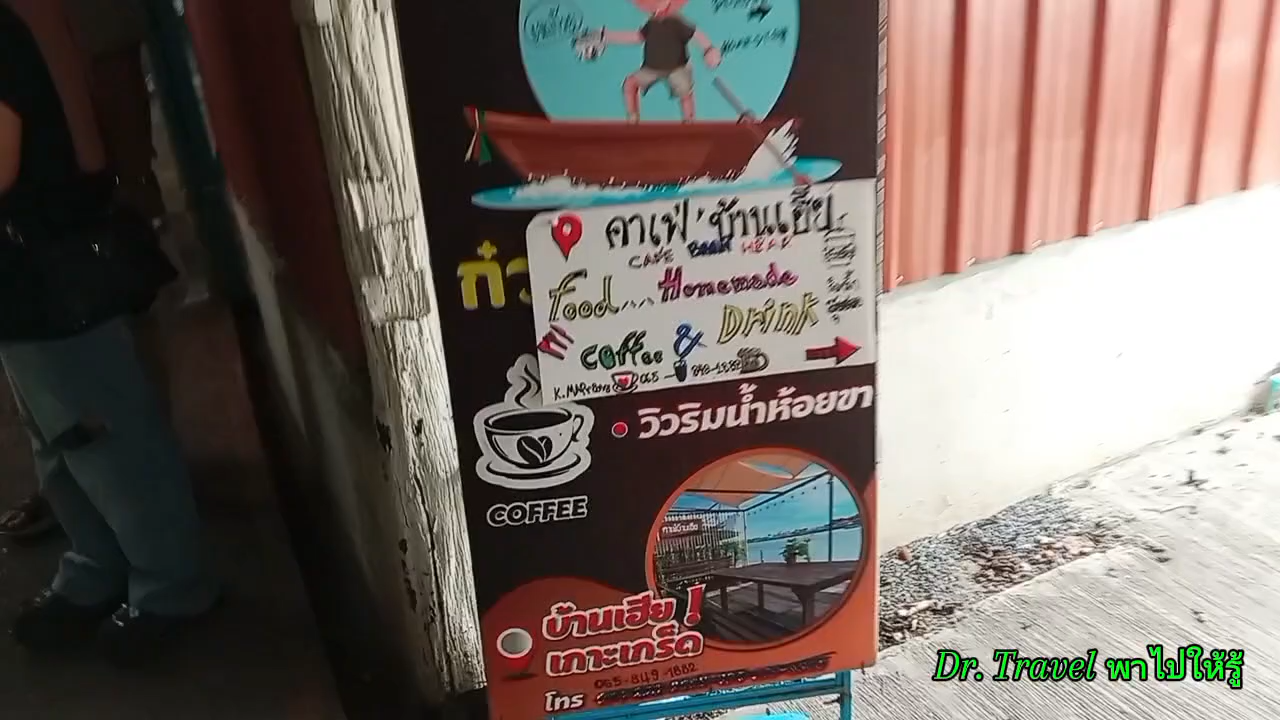 คาเฟ่ บ้านเฮีย
CAFE BAAN HEAR
Food.... Homemade
coffee & DRINK
065-849-1882
วิวริมน้ำห้อยขา
COFFEE
บ้านเฮีย!
เกาะเกร็ด
065-849-1882
โทร
Dr. Travel พาไปให้รู้